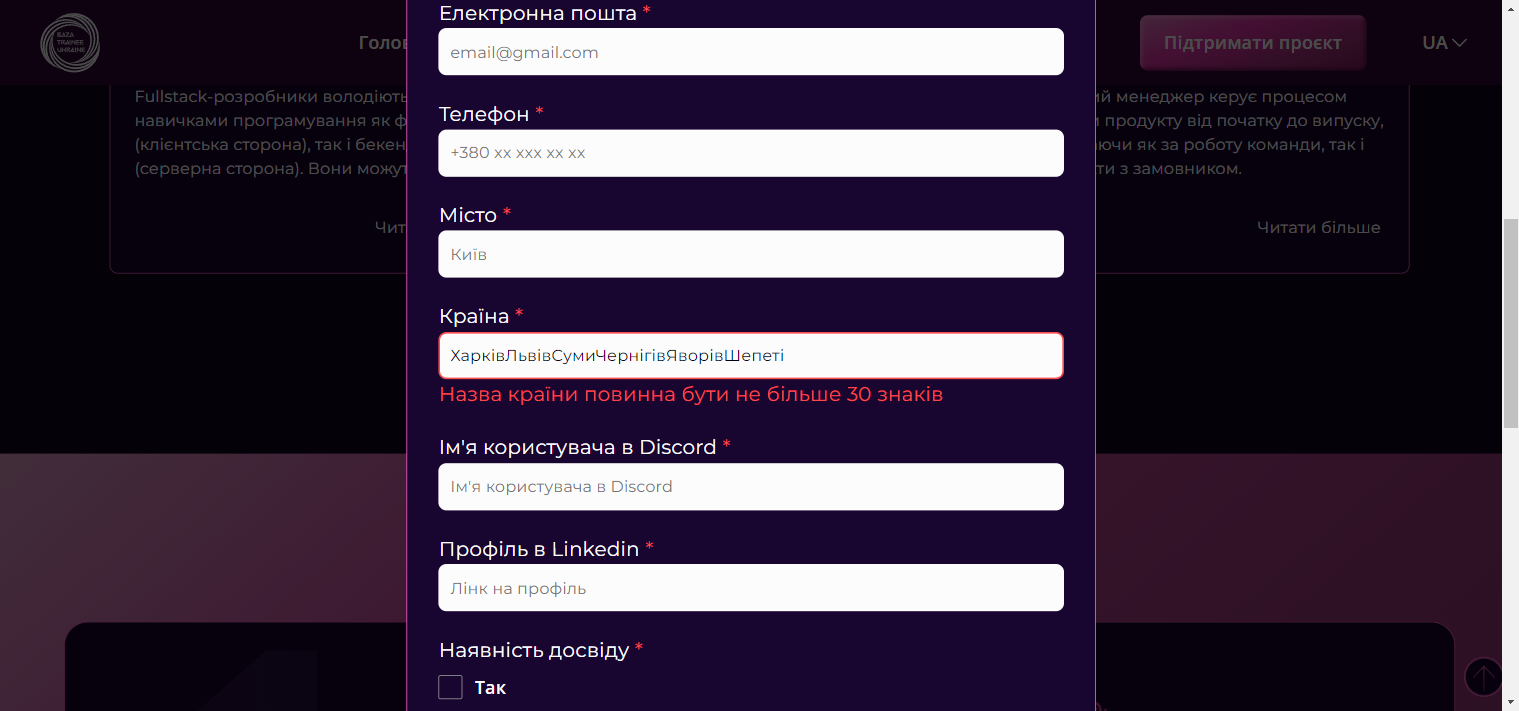 Електронна пошта *
BAZA
TRAINEE
UKRAINE
Голов
email@gmail.com
Підтримати проєкт
UA
Fullstack-розробники володіють
навичками програмування як ф
(клієнтська сторона), так і бекен
(серверна сторона). Вони можут
Чит
ий менеджер керує процесом
продукту від початку до випуску,
ючи як за роботу команди, так і
ти з замовником.
Читати більше
Телефон *
+380 xx xxx xx xx
Місто *
Київ
Країна *
ХарківЛьвівСумиЧернігівЯворівШепеті
Назва країни повинна бути не більше 30 знаків
Ім'я користувача в Discord *
Ім'я користувача в Discord
Профіль в Linkedin *
Лінк на профіль
Наявність досвіду *
Так